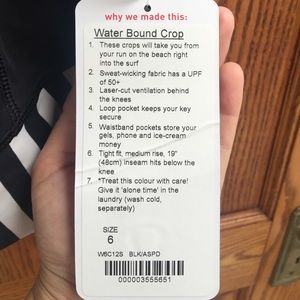 why we made this:
Water Bound Crop
1. These crops will take you from
your run on the beach right
into the surf
2. Sweat-wicking fabric has a UPF
of 50+
3. Laser-cut ventilation behind
the knees
4. Loop pocket keeps your key
secure
5. Waistband pockets store your
gels, phone and ice-cream
money
6. Tight fit, medium rise, 19"
(48cm) inseam hits below the
knee
7. *Treat this colour with care!
Give it 'alone time' in the
laundry (wash cold,
separately)
SIZE
6
W6C12S BLK/ASPD
000003555651